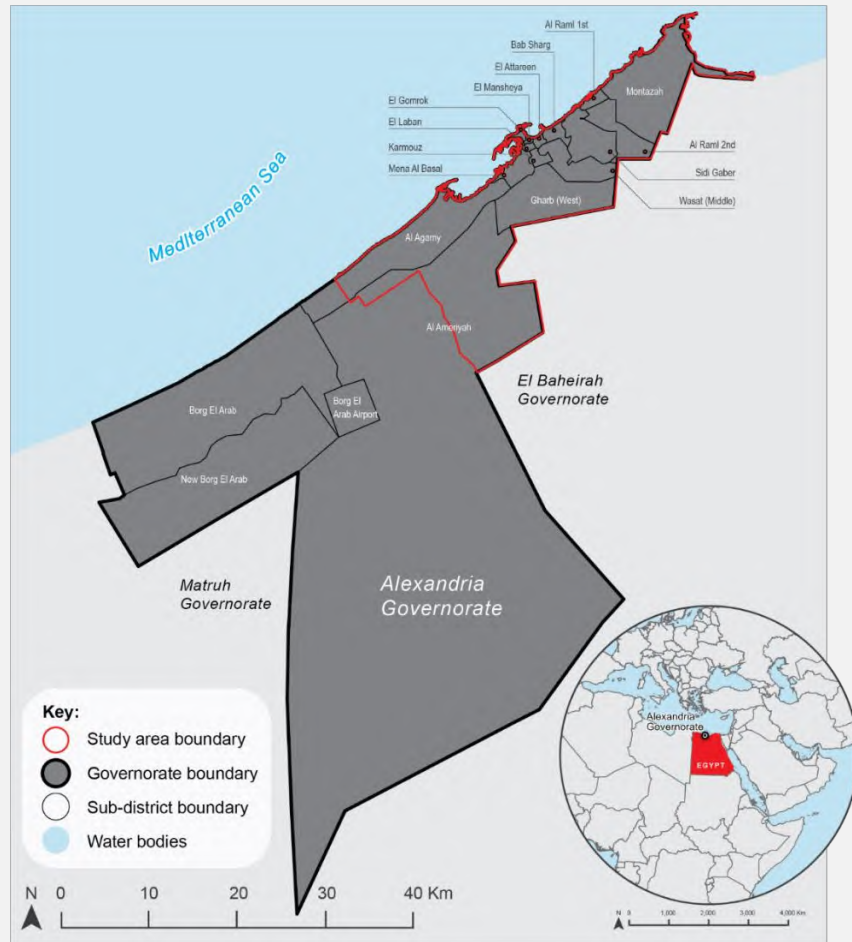 Al Raml 1st
Bab Sharg
El Attareen
El Mansheya
El Gomrok
El Laban
Karmouz
Mena Al Basal
Montazah
Al Raml 2nd
Sidi Gaber
Wasat (Middle)
Gharb (West)
Mediterranean Sea
Al Agamy
Al Ameriyah
El Baheirah
Governorate
Borg El Arab
Borg El
Arab Airport
New Borg El Arab
Matruh
Governorate
Alexandria
Governorate
Key:
Study area boundary
Governorate boundary
Sub-district boundary
Water bodies
N 0 10 20 30 40 Km
Alexandria
Governorate
EGYPT
N 0 1,000 2,000 3,000 4,000 Km